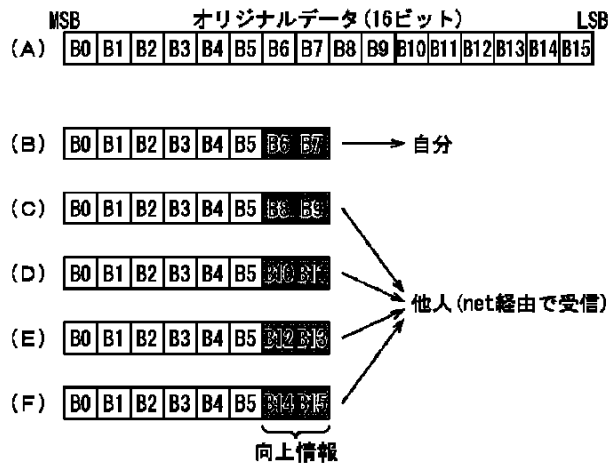 MSB オリジナルデータ(16ビット) LSB
(A) B0 B1 B2 B3 B4 B5 B6 B7 B8 B9 B10 B11 B12 B13 B14 B15
(B) B0 B1 B2 B3 B4 B5 B6 B7 自分
(C) B0 B1 B2 B3 B4 B5 B8 B9
(D) B0 B1 B2 B3 B4 B5 B10 B11
他人(net経由で受信)
(E) B0 B1 B2 B3 B4 B5 B12 B13
(F) B0 B1 B2 B3 B4 B5 B14 B15
向上情報